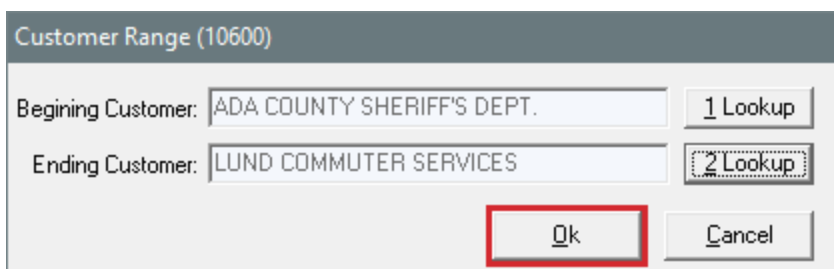 Customer Range (10600)
Begining Customer: ADA COUNTY SHERIFF'S DEPT. 1 Lookup
Ending Customer: LUND COMMUTER SERVICES 2 Lookup
Ok Cancel